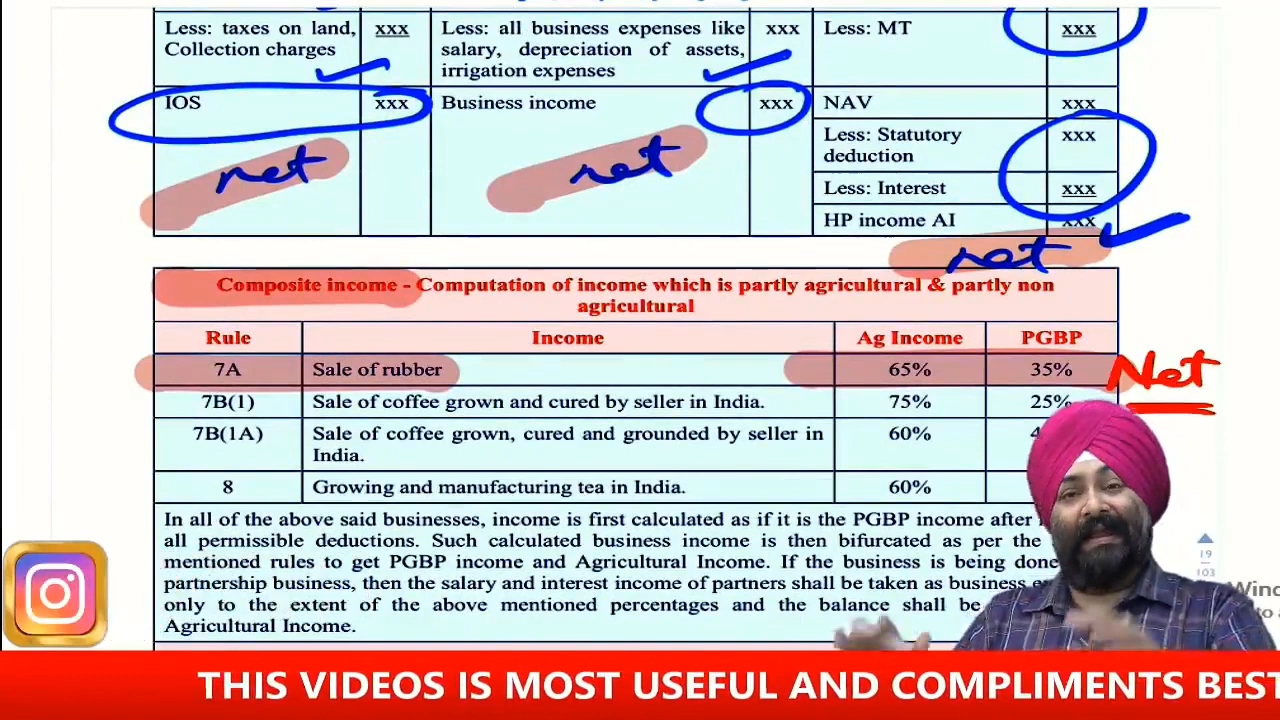 Less: taxes on land, xxx Less: all business expenses like xxx Less: MT xxx
Collection charges salary, depreciation of assets,
irrigation expenses
IOS xxx Business income xxx NAV xxx
Less: Statutory xxx
deduction
net net
Less: Interest xxx
HP income AI xxx
net
Composite income - Computation of income which is partly agricultural & partly non
agricultural
Rule Income Ag Income PGBP
7A Sale of rubber 65% 35% Net
7B(1) Sale of coffee grown and cured by seller in India. 75% 25%
7B(1A) Sale of coffee grown, cured and grounded by seller in 60%
India.
8 Growing and manufacturing tea in India. 60%
In all of the above said businesses, income is first calculated as if it is the PGBP income after
all permissible deductions. Such calculated business income is then bifurcated as per the
mentioned rules to get PGBP income and Agricultural Income. If the business is being done
partnership business, then the salary and interest income of partners shall be taken as business
only to the extent of the above mentioned percentages and the balance shall be
Agricultural Income.
19
103
THIS VIDEOS IS MOST USEFUL AND COMPLIMENTS BEST